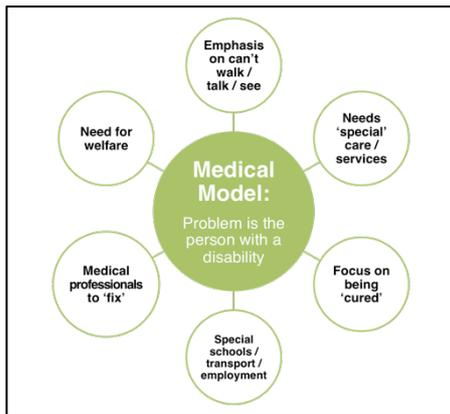 Emphasis
on can't
walk /
talk / see
Need for
welfare
Needs
‘special’
care /
services
Medical
Model:
Problem is the
person with a
disability
Medical
professionals
to ‘fix’
Focus on
being
‘cured’
Special
schools /
transport /
employment